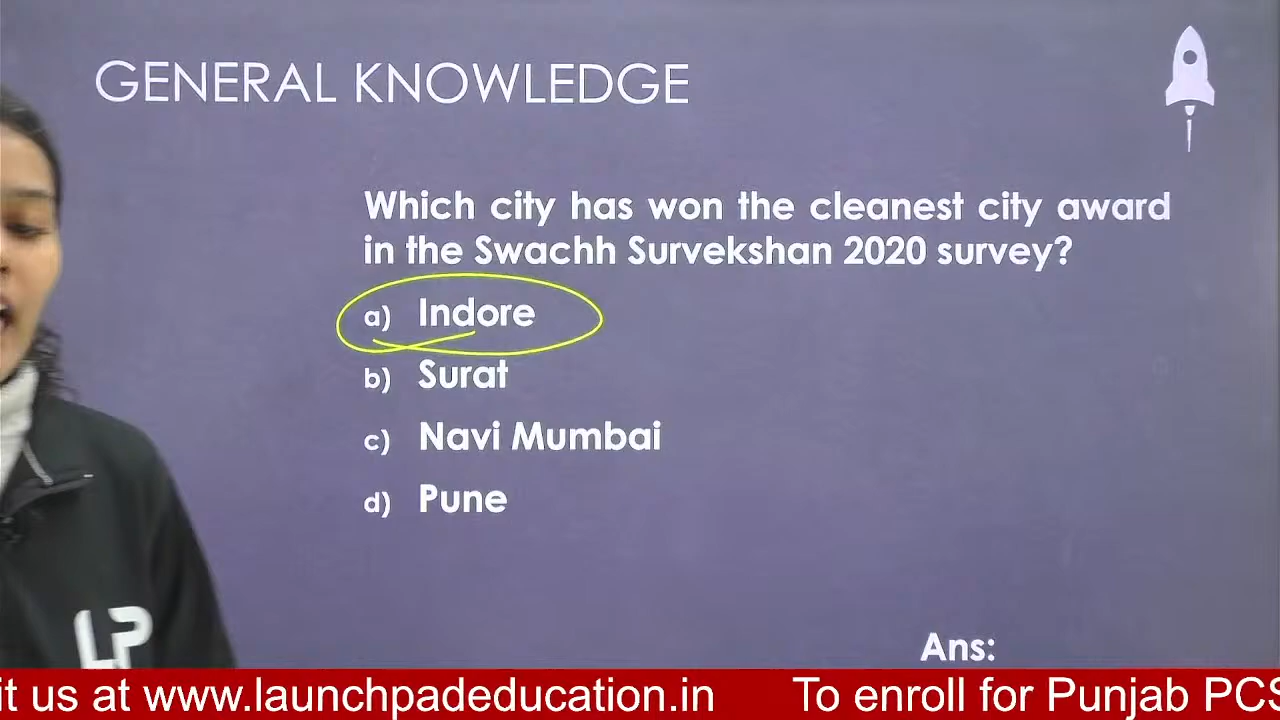 GENERAL KNOWLEDGE
Which city has won the cleanest city award
in the Swachh Survekshan 2020 survey?
a) Indore
b) Surat
c) Navi Mumbai
d) Pune
Ans:
LP
it us at www.launchpadeducation.in To enroll for Punjab PCS